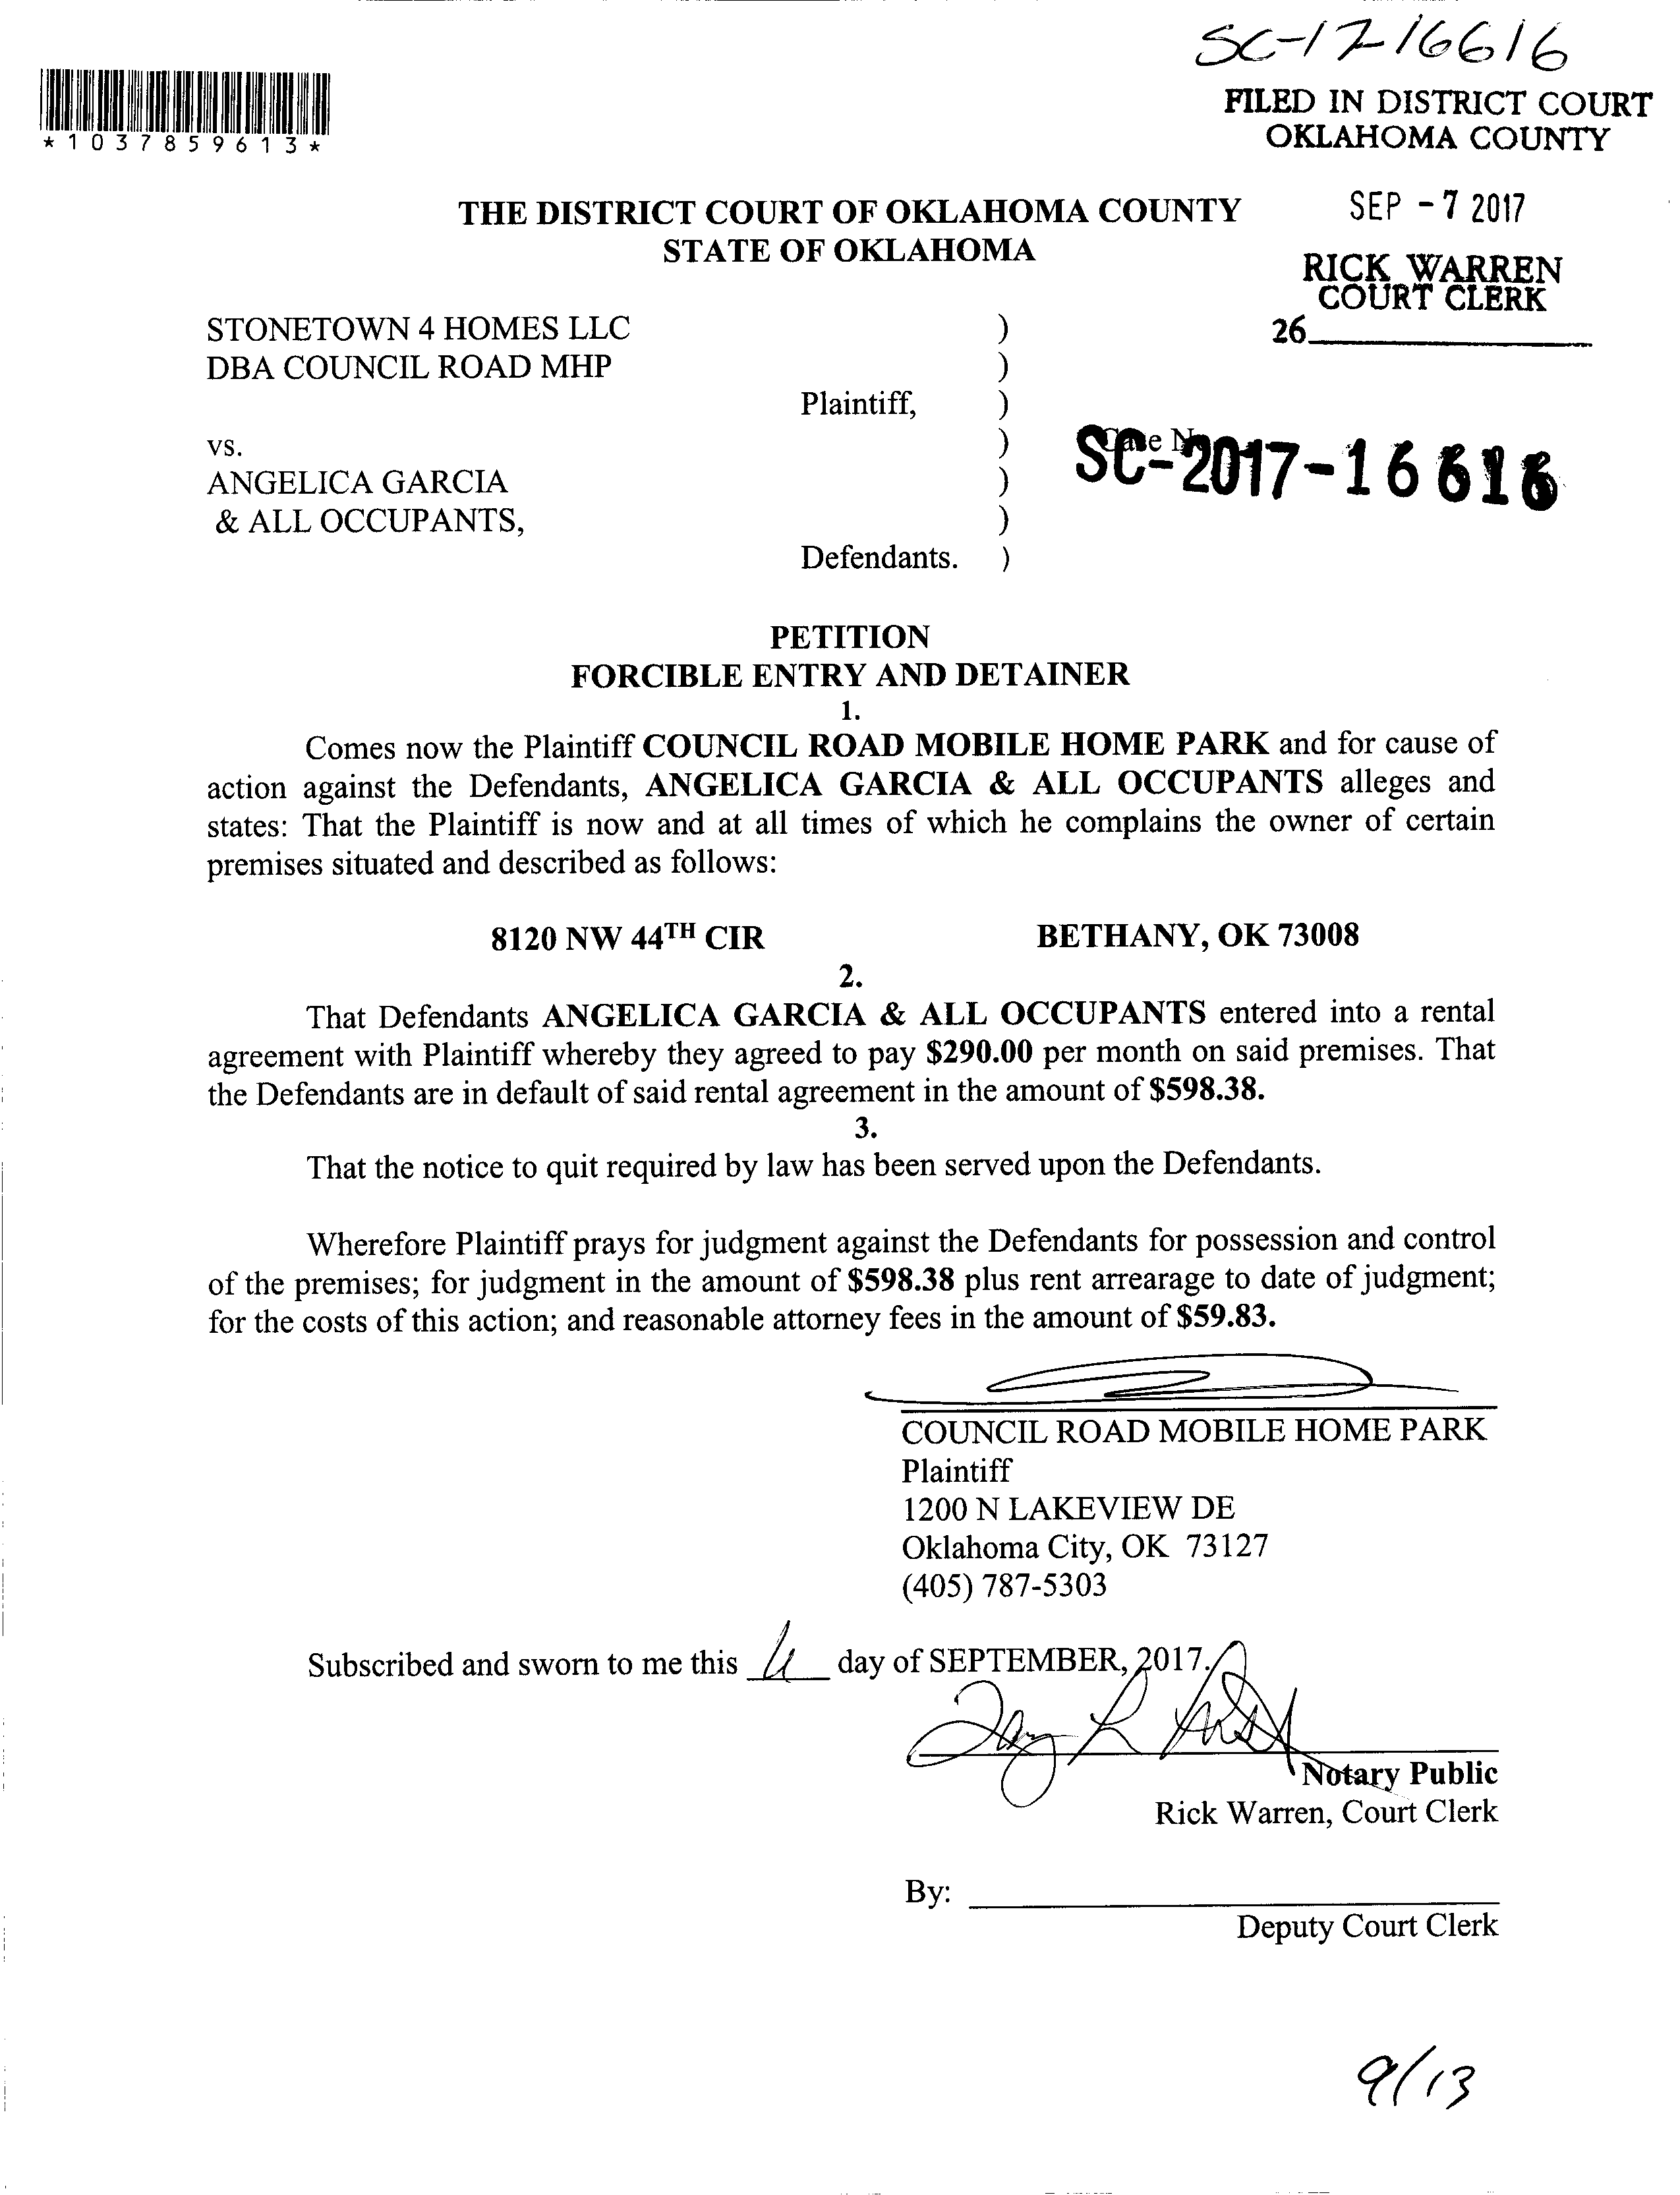 SC-17-16616
FILED IN DISTRICT COURT
OKLAHOMA COUNTY
*1037859613*
SEP - 7 2017
THE DISTRICT COURT OF OKLAHOMA COUNTY
STATE OF OKLAHOMA
RICK WARREN
COURT CLERK
26
STONETOWN 4 HOMES LLC )
DBA COUNCIL ROAD MHP )
Plaintiff, )
vs. )
ANGELICA GARCIA )
& ALL OCCUPANTS, )
Defendants. )
Case N
SC-2017-16616
PETITION
FORCIBLE ENTRY AND DETAINER
1.
Comes now the Plaintiff COUNCIL ROAD MOBILE HOME PARK and for cause of
action against the Defendants, ANGELICA GARCIA & ALL OCCUPANTS alleges and
states: That the Plaintiff is now and at all times of which he complains the owner of certain
premises situated and described as follows:
8120 NW 44TH CIR BETHANY, OK 73008
2.
That Defendants ANGELICA GARCIA & ALL OCCUPANTS entered into a rental
agreement with Plaintiff whereby they agreed to pay $290.00 per month on said premises. That
the Defendants are in default of said rental agreement in the amount of $598.38.
3.
That the notice to quit required by law has been served upon the Defendants.
Wherefore Plaintiff prays for judgment against the Defendants for possession and control
of the premises; for judgment in the amount of $598.38 plus rent arrearage to date of judgment;
for the costs of this action; and reasonable attorney fees in the amount of $59.83.
COUNCIL ROAD MOBILE HOME PARK
Plaintiff
1200 N LAKEVIEW DE
Oklahoma City, OK 73127
(405) 787-5303
Subscribed and sworn to me this day of SEPTEMBER, 2017.
Notary Public
Rick Warren, Court Clerk
By:
Deputy Court Clerk
9/13